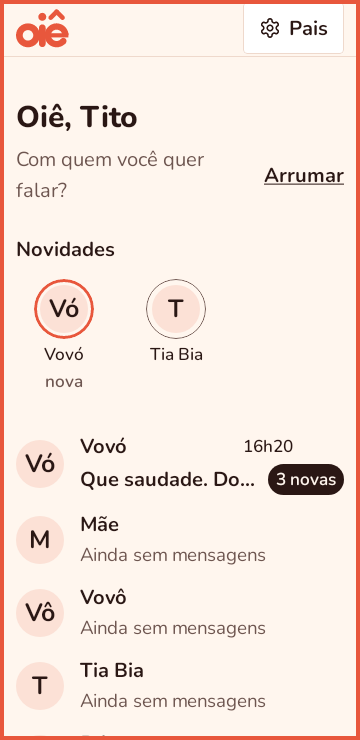 oiê
Pais
Oiê, Tito
Com quem você quer
falar?
Arrumar
Novidades
Vó
T
Vovó
Tia Bia
nova
Vó
Vovó
16h20
Que saudade. Do...
3 novas
M
Mãe
Ainda sem mensagens
Vô
Vovô
Ainda sem mensagens
T
Tia Bia
Ainda sem mensagens